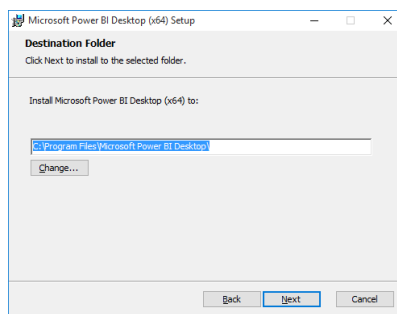 Microsoft Power BI Desktop (x64) Setup
Destination Folder
Click Next to install to the selected folder.
Install Microsoft Power BI Desktop (x64) to:
C:\Program Files\Microsoft Power BI Desktop\
Change...
Back Next Cancel